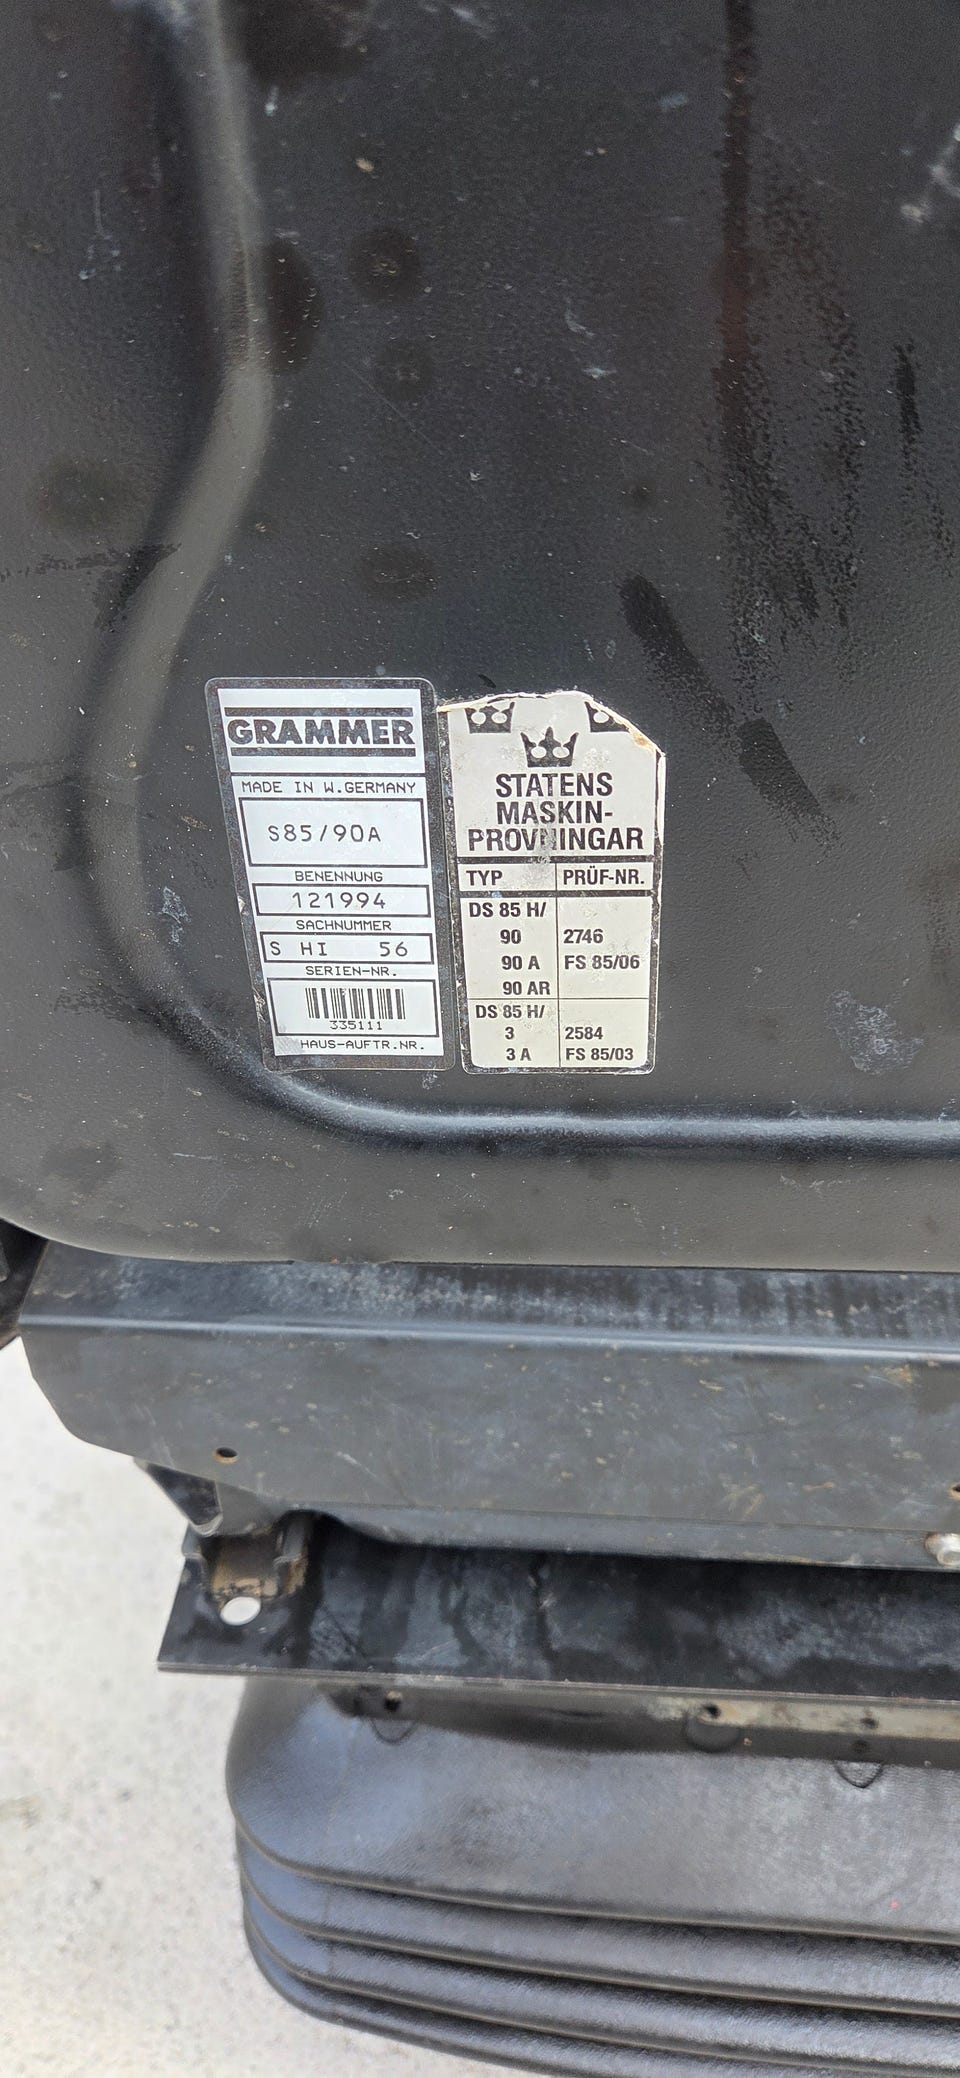 GRAMMER
MADE IN W.GERMANY
S85/90A
BENENNUNG
121994
SACHNUMMER
S HI 56
SERIEN-NR.
335111
HAUS-AUFTR.NR.
STATENS
MASKIN-
PROVNINGAR
TYP PRÜF-NR.
DS 85 H/
90 2746
90 A FS 85/06
90 AR
DS 85 H/
3 2584
3 A FS 85/03